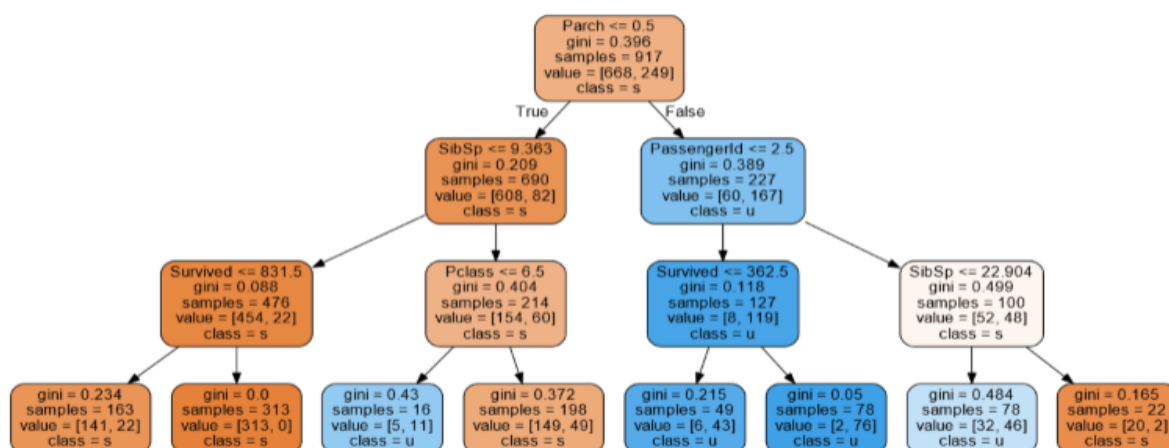 Parch <= 0.5
gini = 0.396
samples = 917
value = [668, 249]
class = s
True
False
SibSp <= 9.363
gini = 0.209
samples = 690
value = [608, 82]
class = s
PassengerId <= 2.5
gini = 0.389
samples = 227
value = [60, 167]
class = u
Survived <= 831.5
gini = 0.088
samples = 476
value = [454, 22]
class = s
Pclass <= 6.5
gini = 0.404
samples = 214
value = [154, 60]
class = s
Survived <= 362.5
gini = 0.118
samples = 127
value = [8, 119]
class = u
SibSp <= 22.904
gini = 0.499
samples = 100
value = [52, 48]
class = s
gini = 0.234
samples = 163
value = [141, 22]
class = s
gini = 0.0
samples = 313
value = [313, 0]
class = s
gini = 0.43
samples = 16
value = [5, 11]
class = u
gini = 0.372
samples = 198
value = [149, 49]
class = s
gini = 0.215
samples = 49
value = [6, 43]
class = u
gini = 0.05
samples = 78
value = [2, 76]
class = u
gini = 0.484
samples = 78
value = [32, 46]
class = u
gini = 0.165
samples = 22
value = [20, 2]
class = s